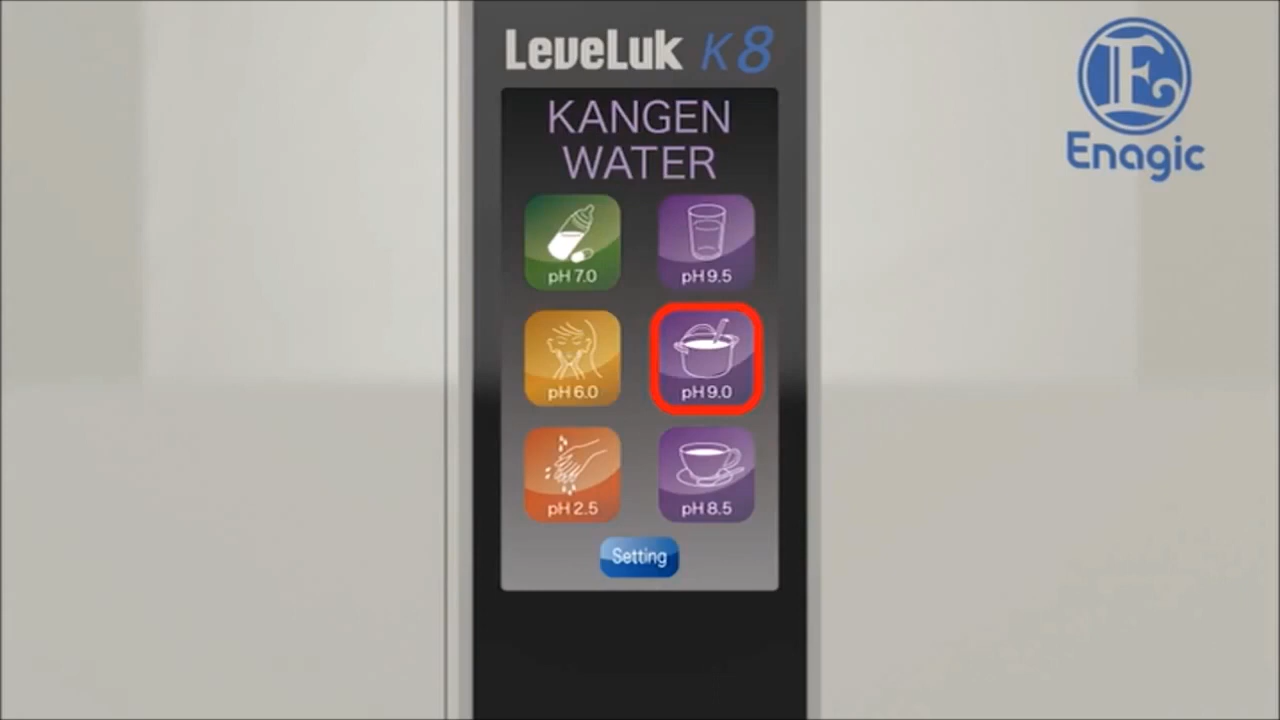 LeveLuk K8
E
Enagic
KANGEN
WATER
pH 7.0
pH 9.5
pH 6.0
pH 9.0
pH 2.5
pH 8.5
Setting